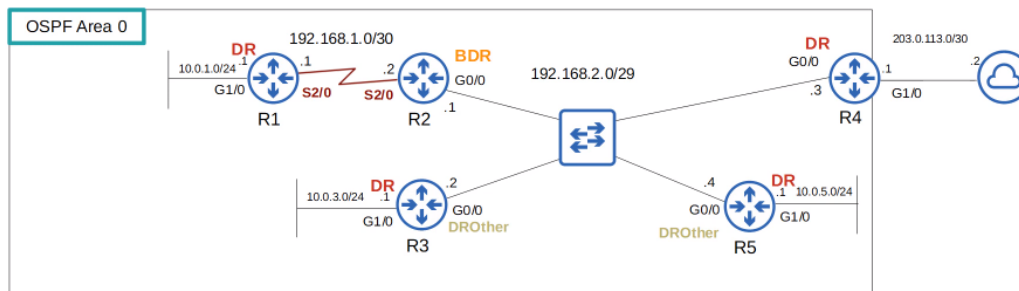 OSPF Area 0
DR
192.168.1.0/30
BDR
DR
203.0.113.0/30
10.0.1.0/24
.1
.1
.2
G0/0
192.168.2.0/29
G0/0
.1
.2
G1/0
S2/0
S2/0
.1
.3
G1/0
R1
R2
R4
DR
.2
.4
DR
10.0.3.0/24
.1
.1
10.0.5.0/24
G1/0
G0/0
G0/0
G1/0
R3
DROther
DROther
R5